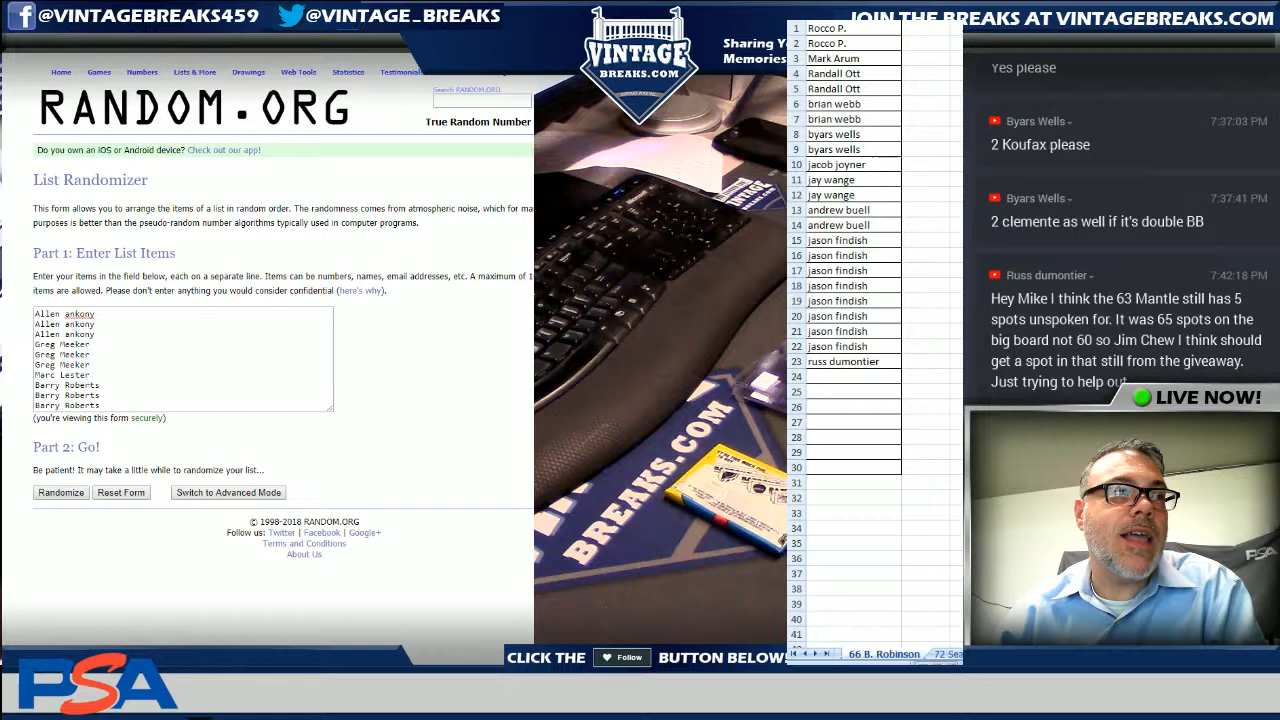 @VINTAGEBREAKS459
@VINTAGE_BREAKS
JOIN THE BREAKS AT VINTAGEBREAKS.COM
Home Games Numbers Lists & More Drawings Web Tools Statistics Testimonials
Search RANDOM.ORG
RANDOM.ORG
True Random Number
Do you own an iOS or Android device? Check out our app!
List Randomizer
This form allows you to arrange the items of a list in random order. The randomness comes from atmospheric noise, which for ma
purposes is better than the pseudo-random number algorithms typically used in computer programs.
Part 1: Enter List Items
Enter your items in the field below, each on a separate line. Items can be numbers, names, email addresses, etc. A maximum of 1
items are allowed. Please don't enter anything you would consider confidential (here's why).
Allen ankony
Allen ankony
Allen ankony
Greg Meeker
Greg Meeker
Greg Meeker
Marc Lester
Barry Roberts
Barry Roberts
Barry Roberts
(you're viewing this form securely)
Part 2: Go!
Be patient! It may take a little while to randomize your list...
Randomize Reset Form Switch to Advanced Mode
© 1998-2018 RANDOM.ORG
Follow us: Twitter | Facebook | Google+
Terms and Conditions
About Us
VINTAGE
BREAKS.COM
Sharing Y
Memories
BREAKS.COM
1 Rocco P.
2 Rocco P.
3 Mark Arum
4 Randall Ott
5 Randall Ott
6 brian webb
7 brian webb
8 byars wells
9 byars wells
10 jacob joyner
11 jay wange
12 jay wange
13 andrew buell
14 andrew buell
15 jason findish
16 jason findish
17 jason findish
18 jason findish
19 jason findish
20 jason findish
21 jason findish
22 jason findish
23 russ dumontier
24
25
26
27
28
29
30
31
32
33
34
35
36
37
38
39
40
41
66 B. Robinson 72 Sea
Yes please
Byars Wells 7:37:03 PM
2 Koufax please
Byars Wells 7:37:41 PM
2 clemente as well if it's double BB
Russ dumontier 7:42:18 PM
Hey Mike I think the 63 Mantle still has 5
spots unspoken for. It was 65 spots on the
big board not 60 so Jim Chew I think should
get a spot in that still from the giveaway.
Just trying to help out
LIVE NOW!
PSA
CLICK THE Follow BUTTON BELOW
PSA